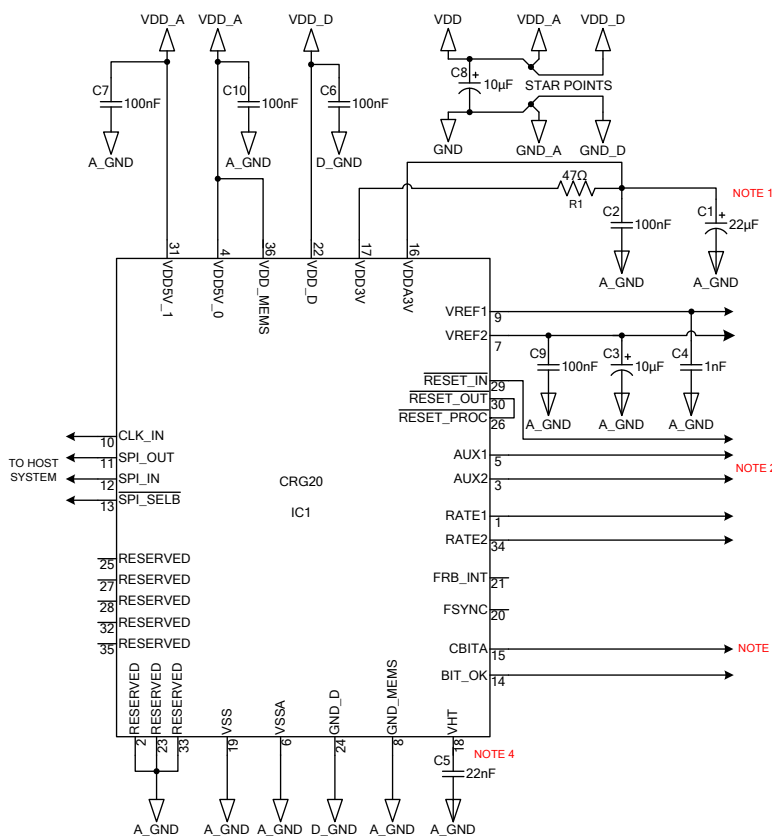 VDD_A
VDD_A
VDD_D
VDD
VDD_A
VDD_D
C7
100nF
C10
100nF
C6
100nF
C8
+
10µF
STAR POINTS
A_GND
A_GND
D_GND
GND
GND_A
GND_D
47Ω
R1
NOTE 1
C2
100nF
C1
+
22µF
A_GND
A_GND
31
4
36
22
17
16
VDD5V_1
VDD5V_0
VDD_MEMS
VDD_D
VDD3V
VDDA3V
VREF1
9
VREF2
7
C9
100nF
C3
+
10µF
C4
1nF
RESET_IN
29
RESET_OUT
30
RESET_PROC
26
A_GND
A_GND
A_GND
TO HOST
SYSTEM
CLK_IN
10
SPI_OUT
11
SPI_IN
12
SPI_SELB
13
CRG20
IC1
AUX1
5
AUX2
3
NOTE 2
RATE1
1
RATE2
34
RESERVED
25
RESERVED
27
RESERVED
28
RESERVED
32
RESERVED
35
FRB_INT
21
FSYNC
20
CBITA
15
NOTE
BIT_OK
14
RESERVED
RESERVED
RESERVED
VSS
VSSA
GND_D
GND_MEMS
VHT
2
23
33
19
6
24
8
18
NOTE 4
C5
22nF
A_GND
A_GND
A_GND
D_GND
A_GND
A_GND